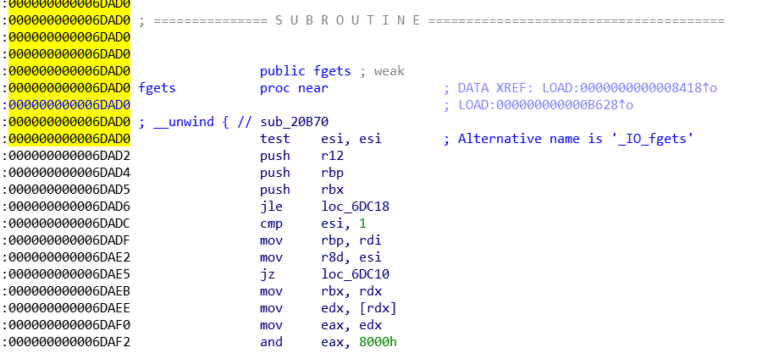 :000000000006DAD0
:000000000006DAD0 ; =============== S U B R O U T I N E =======================================
:000000000006DAD0
:000000000006DAD0
:000000000006DAD0 public fgets ; weak
:000000000006DAD0 fgets proc near ; DATA XREF: LOAD:0000000000008418↑o
:000000000006DAD0 ; LOAD:000000000000B628↑o
:000000000006DAD0 ; __unwind { // sub_20B70
:000000000006DAD0 test esi, esi ; Alternative name is '_IO_fgets'
:000000000006DAD2 push r12
:000000000006DAD4 push rbp
:000000000006DAD5 push rbx
:000000000006DAD6 jle loc_6DC18
:000000000006DADC cmp esi, 1
:000000000006DADF mov rbp, rdi
:000000000006DAE2 mov r8d, esi
:000000000006DAE5 jz loc_6DC10
:000000000006DAEB mov rbx, rdx
:000000000006DAEE mov edx, [rdx]
:000000000006DAF0 mov eax, edx
:000000000006DAF2 and eax, 8000h